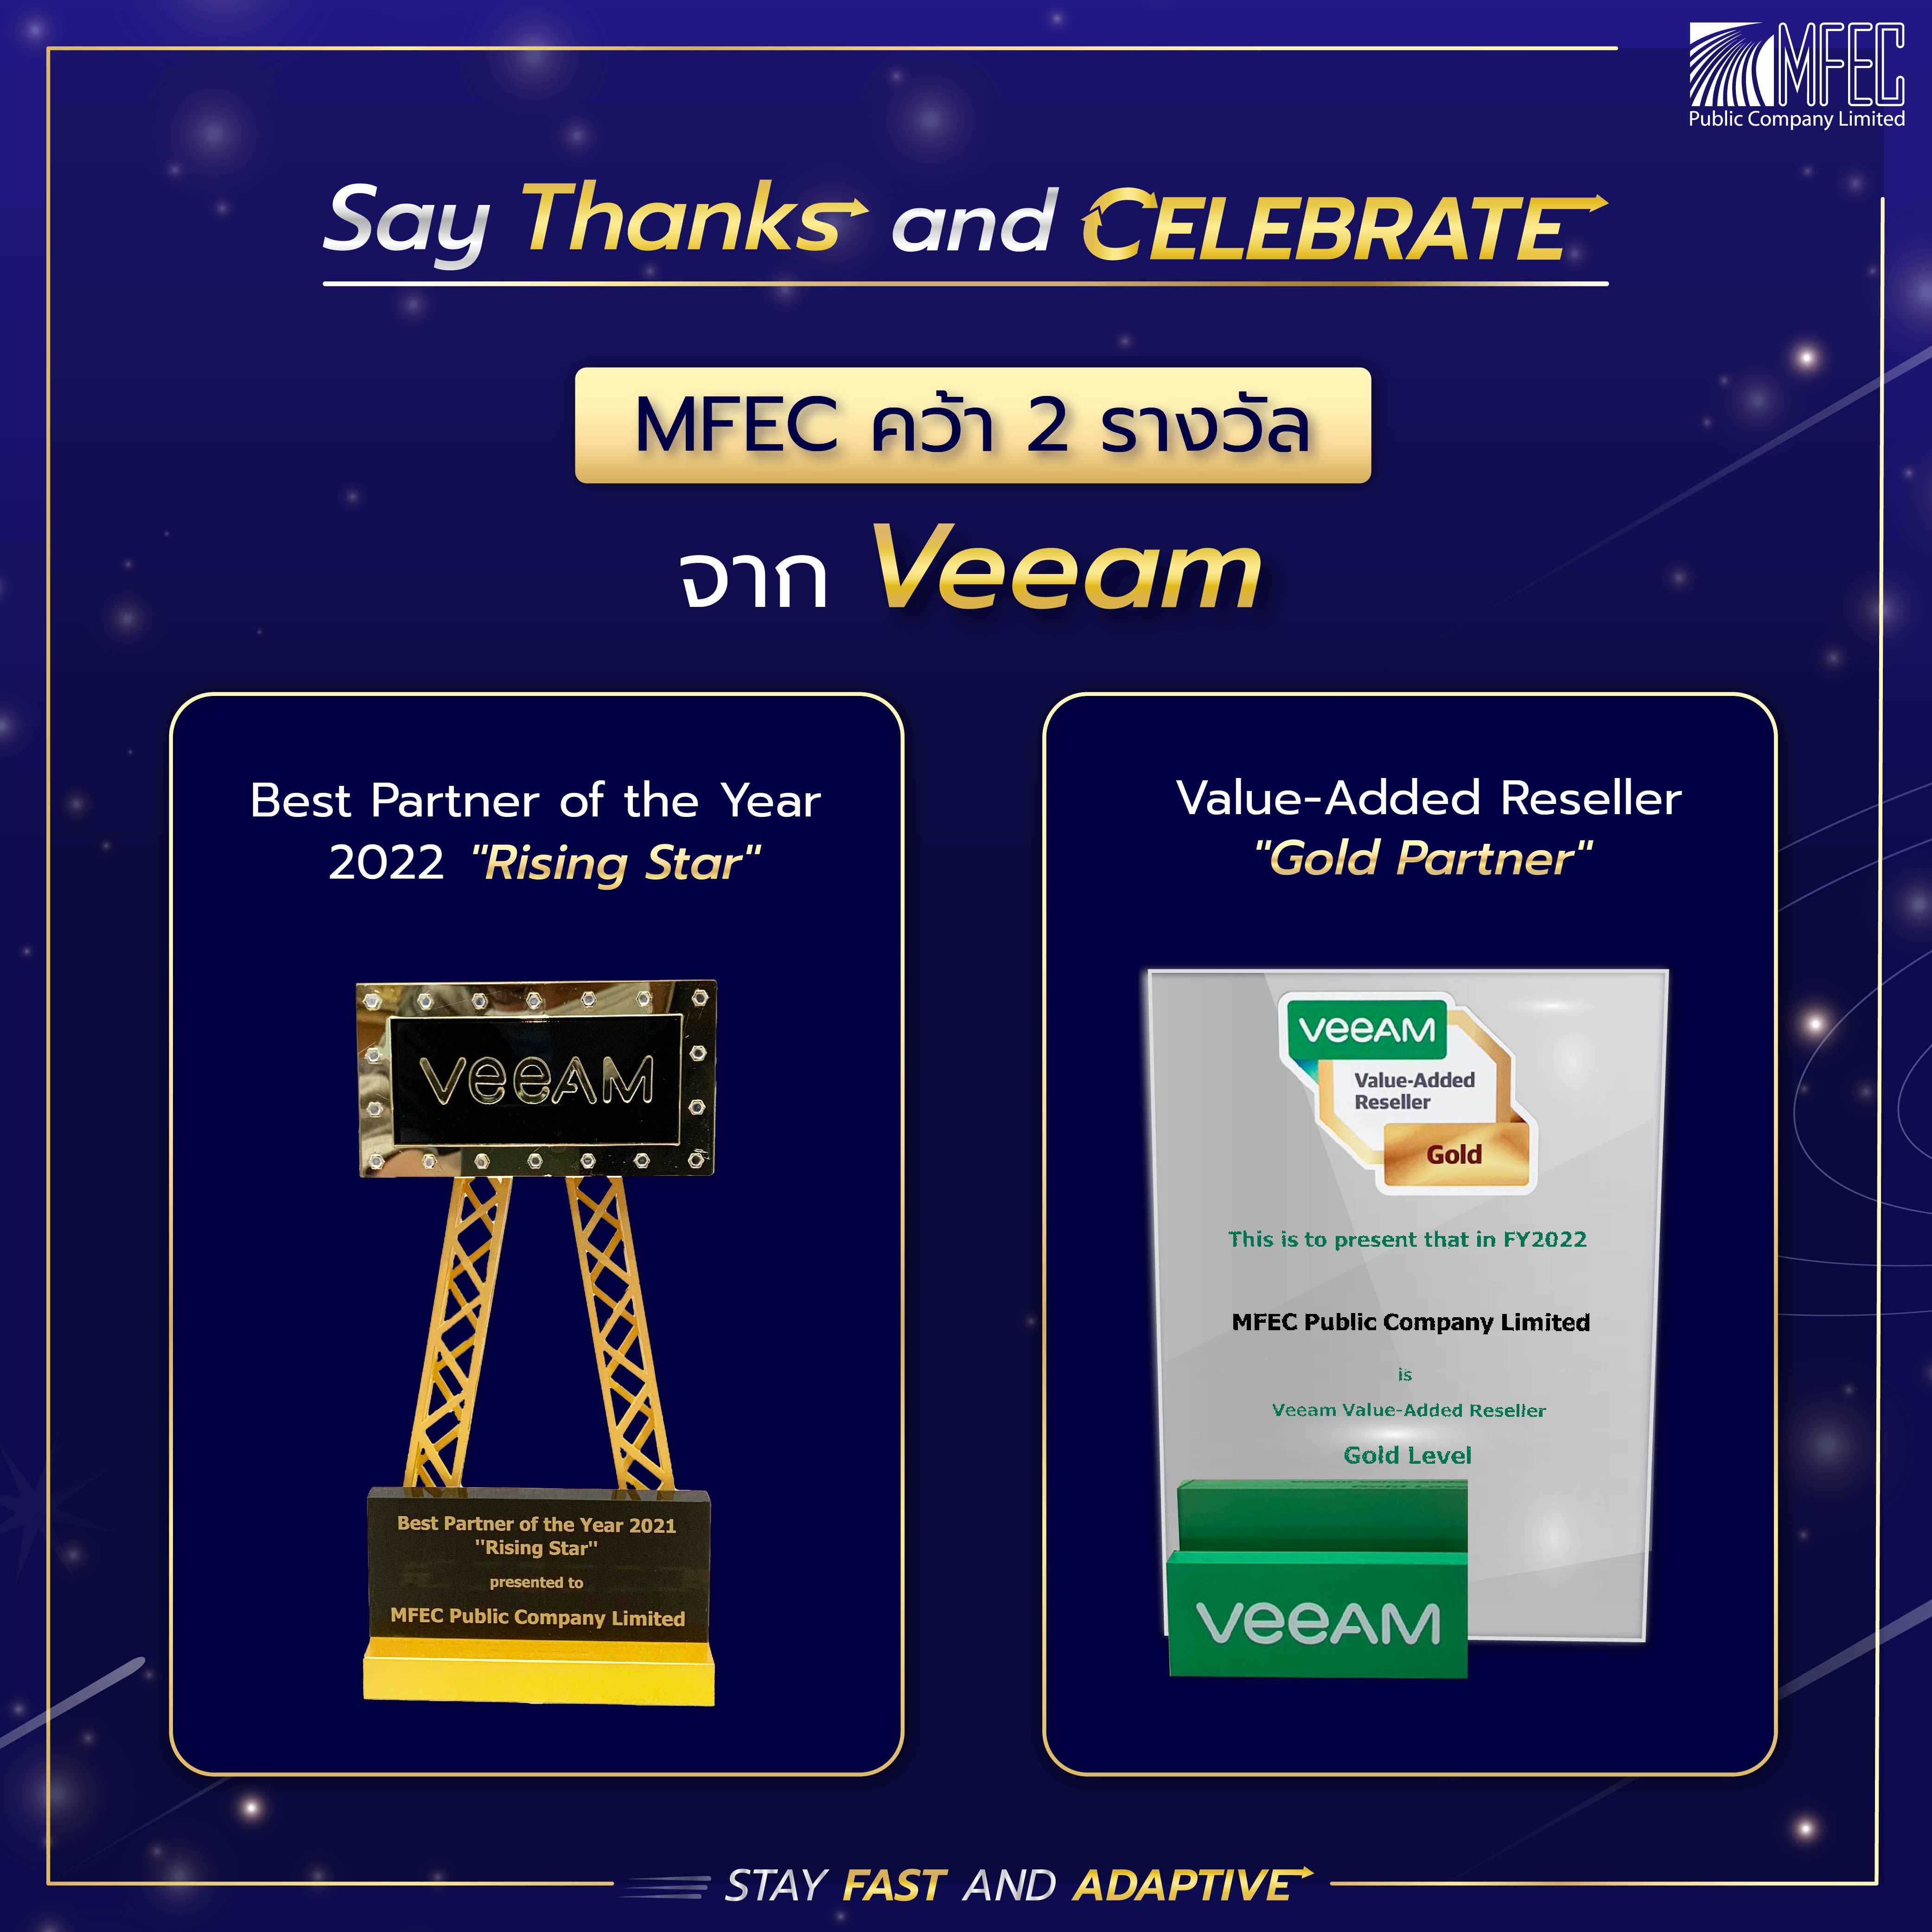 MFEC
Public Company Limited
Say Thanks and CELEBRATE
MFEC คว้า 2 รางวัล
จาก Veeam
Best Partner of the Year
2022 "Rising Star"
veeAM
Best Partner of the Year 2021
"Rising Star"
presented to
MFEC Public Company Limited
Value-Added Reseller
"Gold Partner"
veeAM
Value-Added
Reseller
Gold
This is to present that in FY2022
MFEC Public Company Limited
is
Veeam Value-Added Reseller
Gold Level
veeAM
STAY FAST AND ADAPTIVE